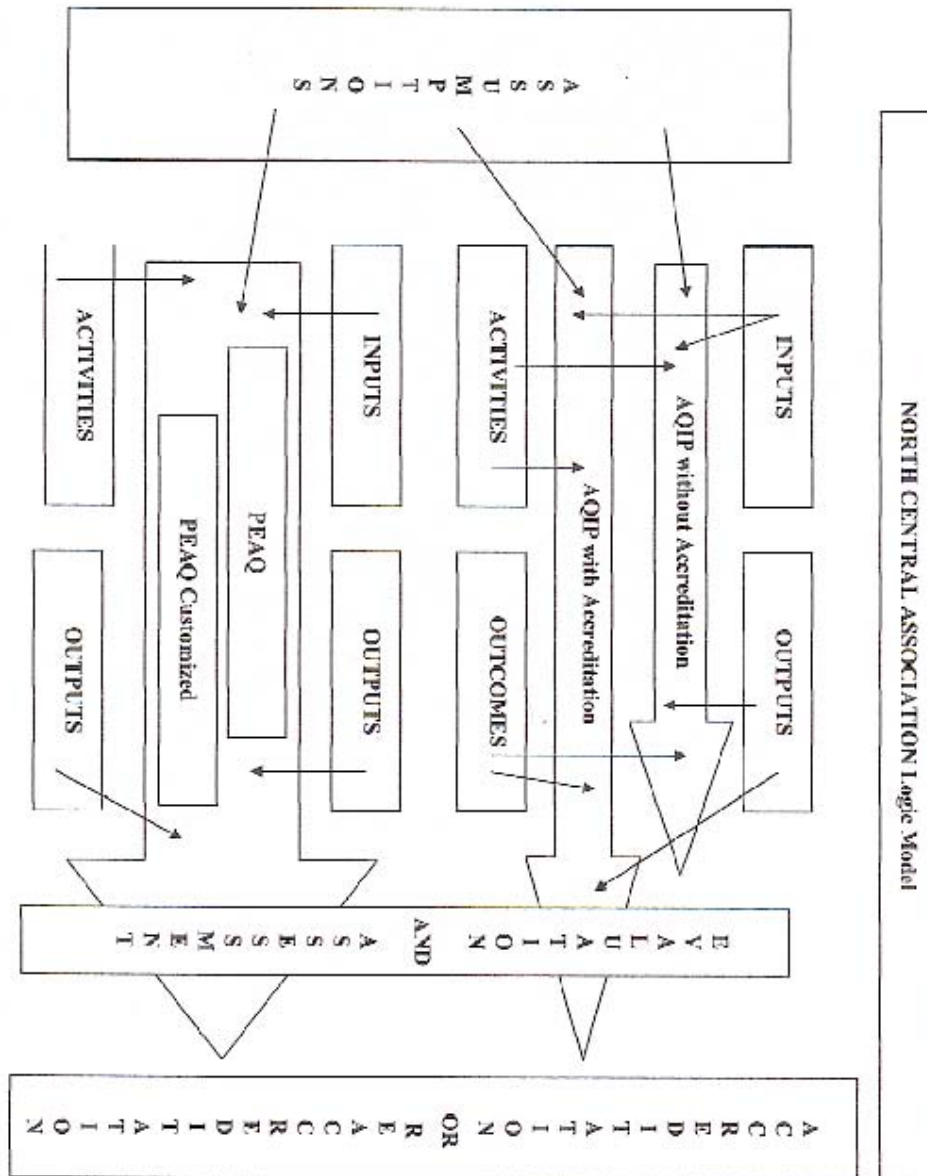 NORTH CENTRAL ASSOCIATION Logic Model
ASSUMPTIONS
INPUTS
OUTPUTS
AQIP without Accreditation
AQIP with Accreditation
ACTIVITIES
OUTCOMES
INPUTS
OUTPUTS
PEAQ
PEAQ Customized
ACTIVITIES
OUTPUTS
EVALUATION
AND
ASSESSMENT
ACCREDITATION
OR
REACCREDITATION